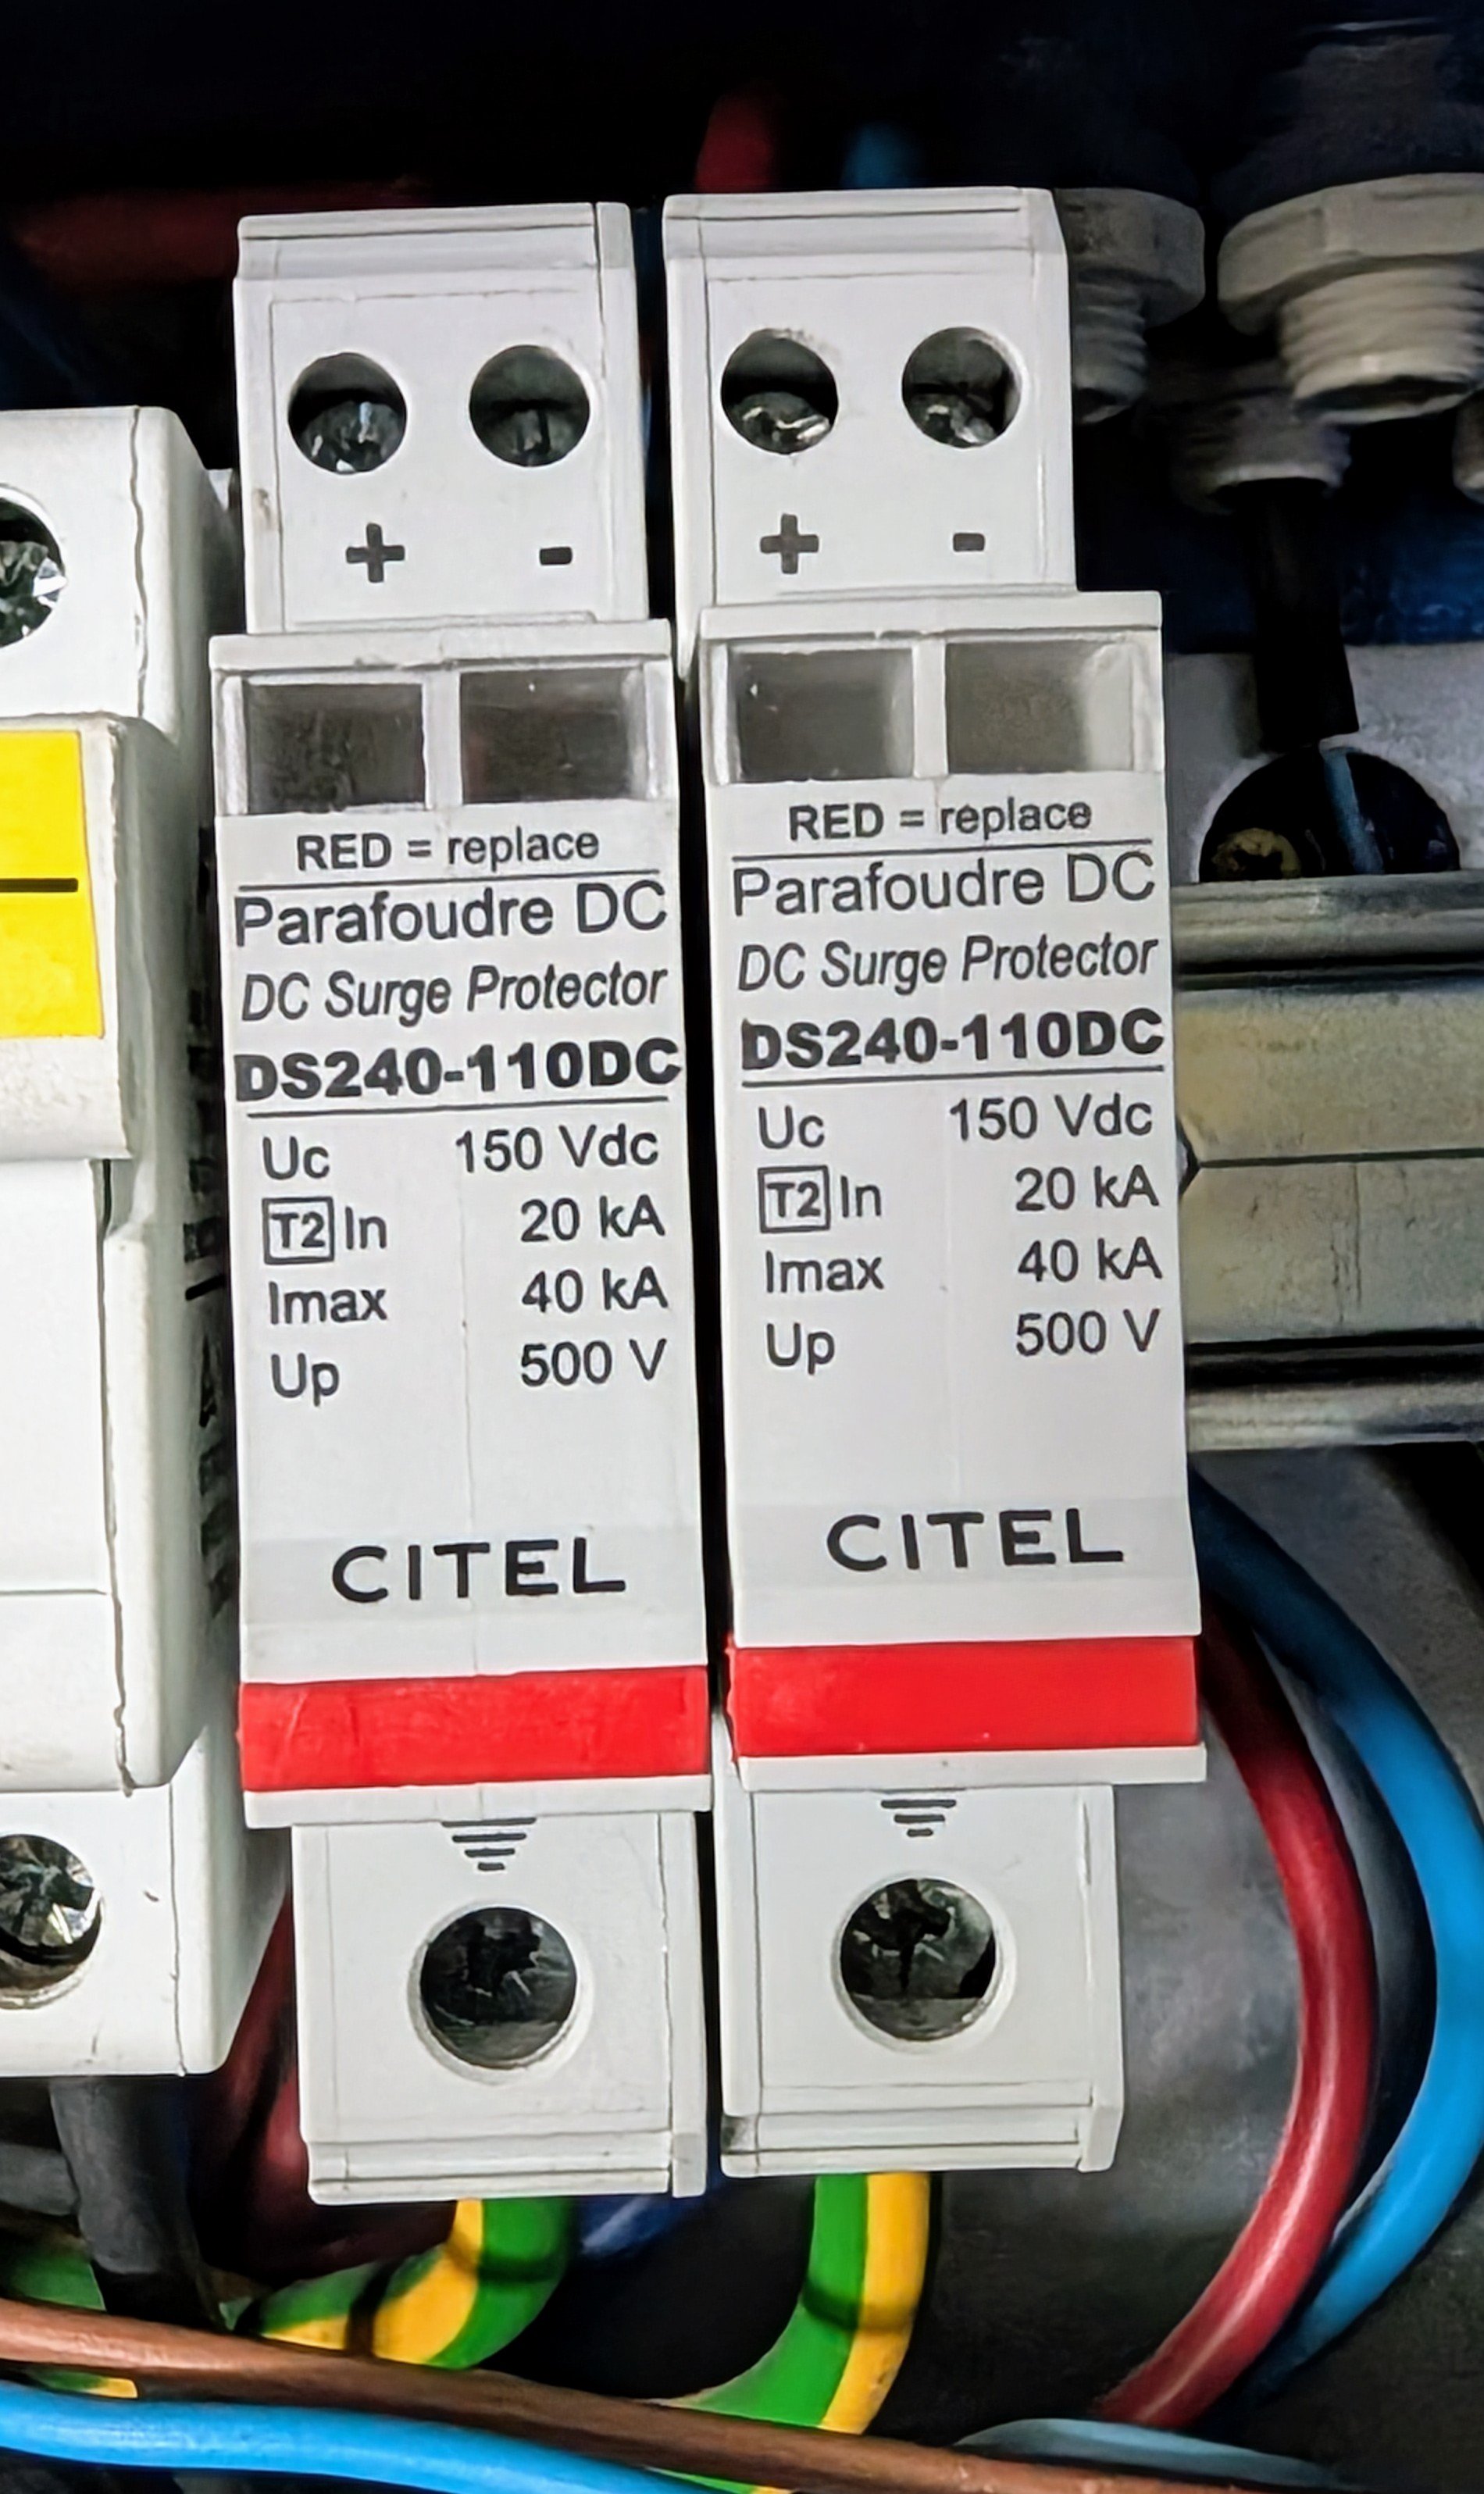 + -
RED = replace
Parafoudre DC
DC Surge Protector
DS240-110DC
Uc 150 Vdc
T2 In 20 kA
Imax 40 kA
Up 500 V
CITEL
+ -
RED = replace
Parafoudre DC
DC Surge Protector
DS240-110DC
Uc 150 Vdc
T2 In 20 kA
Imax 40 kA
Up 500 V
CITEL